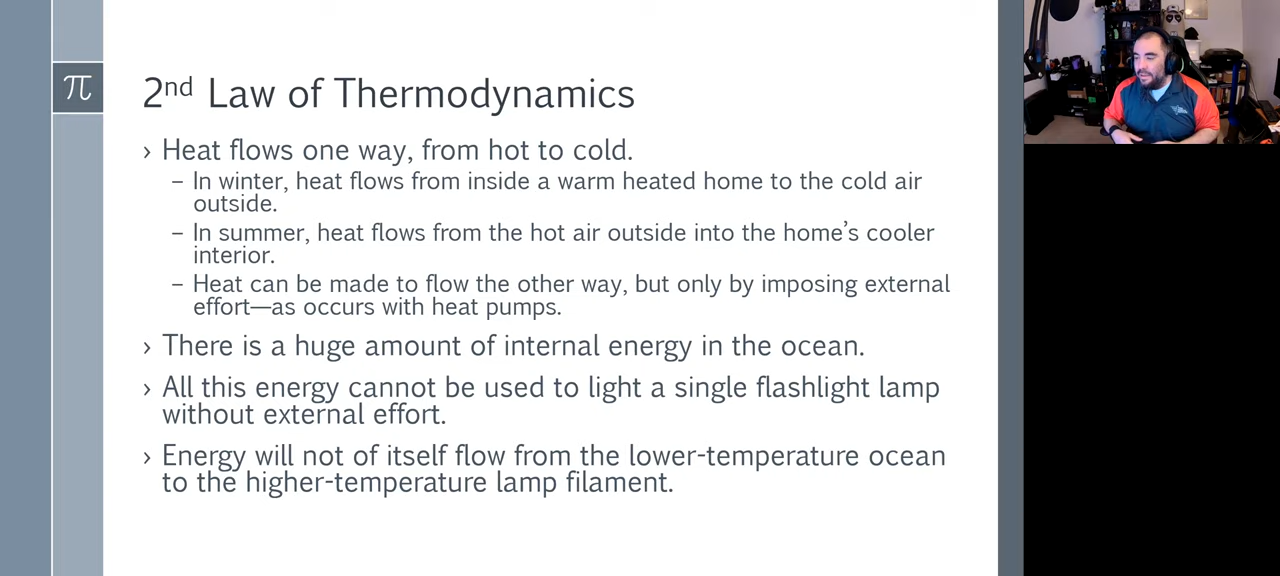 π
2nd Law of Thermodynamics
› Heat flows one way, from hot to cold.
– In winter, heat flows from inside a warm heated home to the cold air
outside.
– In summer, heat flows from the hot air outside into the home’s cooler
interior.
– Heat can be made to flow the other way, but only by imposing external
effort—as occurs with heat pumps.
› There is a huge amount of internal energy in the ocean.
› All this energy cannot be used to light a single flashlight lamp
without external effort.
› Energy will not of itself flow from the lower-temperature ocean
to the higher-temperature lamp filament.